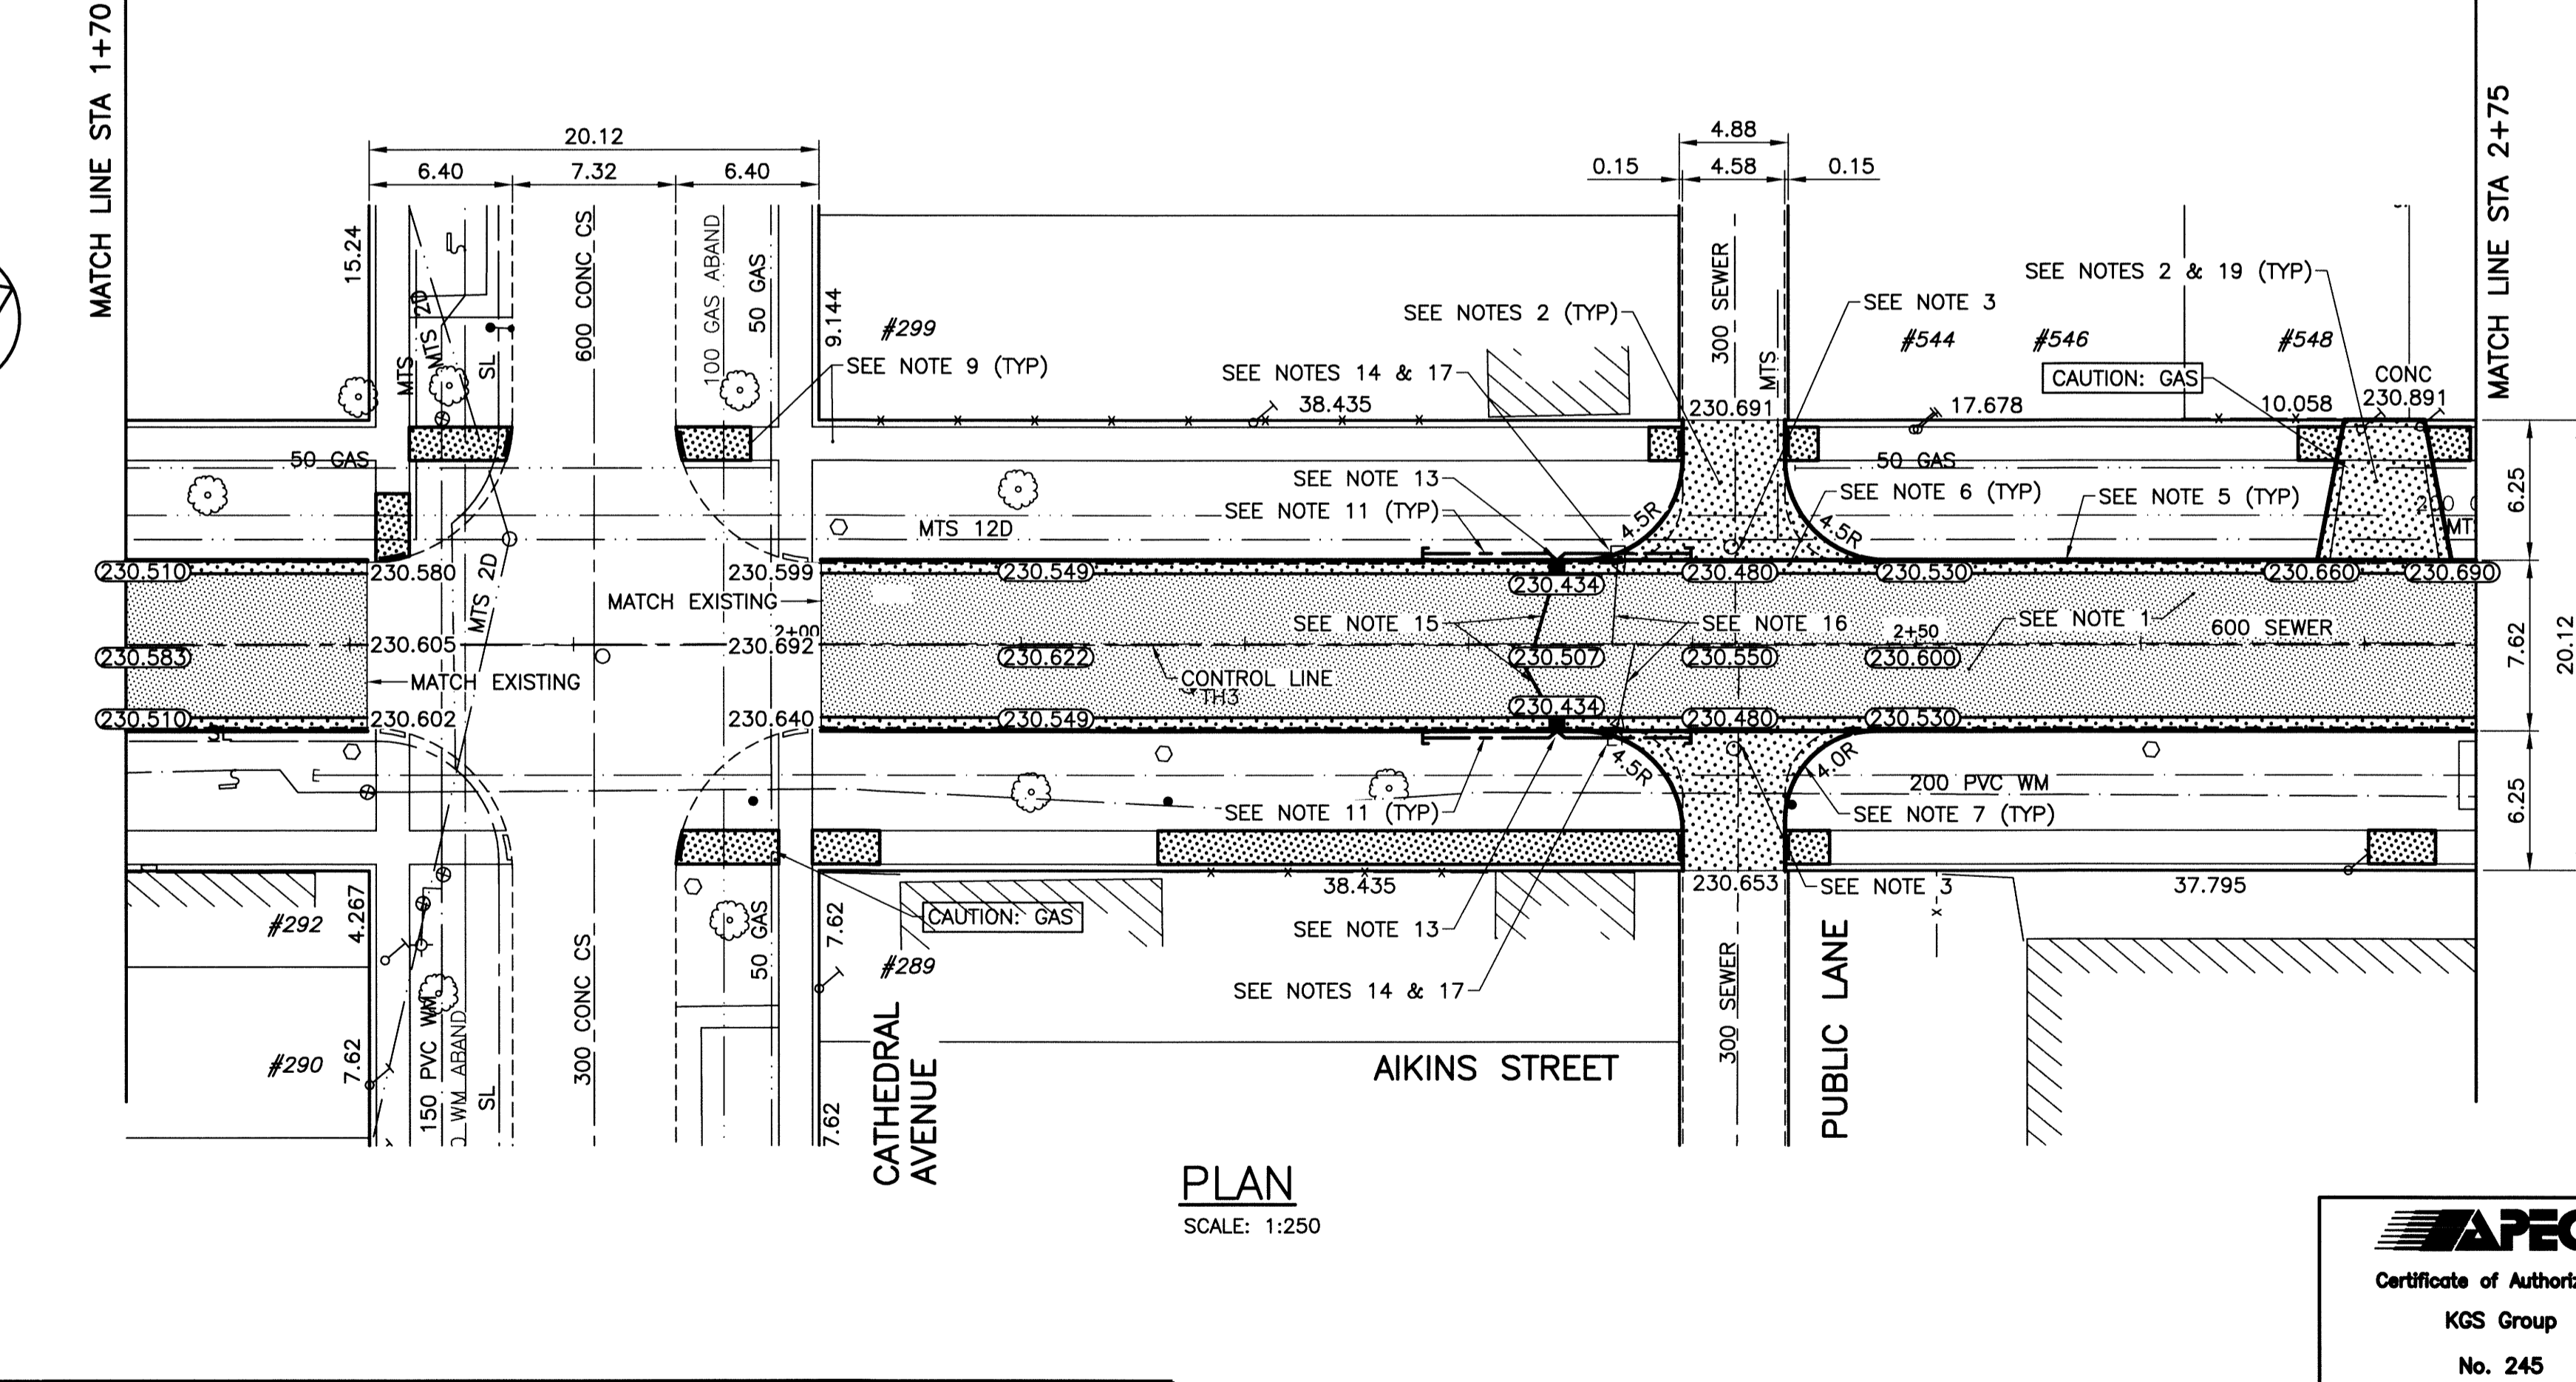 MATCH LINE STA 1+70
MATCH LINE STA 2+75
20.12
6.40
7.32
6.40
4.88
0.15
4.58
0.15
15.24
MTS
MTS 2D
SL
600 CONC CS
100 GAS ABAND
50 GAS
9.144
#299
SEE NOTE 9 (TYP)
SEE NOTES 2 (TYP)
300 SEWER
MTS
SEE NOTE 3
SEE NOTES 2 & 19 (TYP)
#544
#546
#548
SEE NOTES 14 & 17
CAUTION: GAS
CONC
230.891
38.435
230.691
17.678
10.058
50 GAS
SEE NOTE 13
50 GAS
SEE NOTE 11 (TYP)
SEE NOTE 6 (TYP)
SEE NOTE 5 (TYP)
MTS 12D
4.5R
4.5R
6.25
230.510
230.580
MTS 2D
230.599
230.549
230.434
230.480
230.530
230.660
230.690
MATCH EXISTING
SEE NOTE 15
SEE NOTE 16
SEE NOTE 1
600 SEWER
2+00
2+50
230.583
230.605
230.692
230.622
230.507
230.550
230.600
7.62
20.12
MATCH EXISTING
CONTROL LINE
TH3
230.510
230.602
230.640
230.549
230.434
230.480
230.530
SL
4.5R
4.0R
200 PVC WM
SEE NOTE 11 (TYP)
SEE NOTE 7 (TYP)
6.25
38.435
230.653
SEE NOTE 3
37.795
#292
4.267
CAUTION: GAS
7.62
50 GAS
#289
SEE NOTE 13
SEE NOTES 14 & 17
#290
7.62
150 PVC WM
WM ABAND
SL
300 CONC CS
7.62
CATHEDRAL
AVENUE
AIKINS STREET
300 SEWER
PUBLIC LANE
PLAN
SCALE: 1:250
APEG
Certificate of Authoriz
KGS Group
No. 245